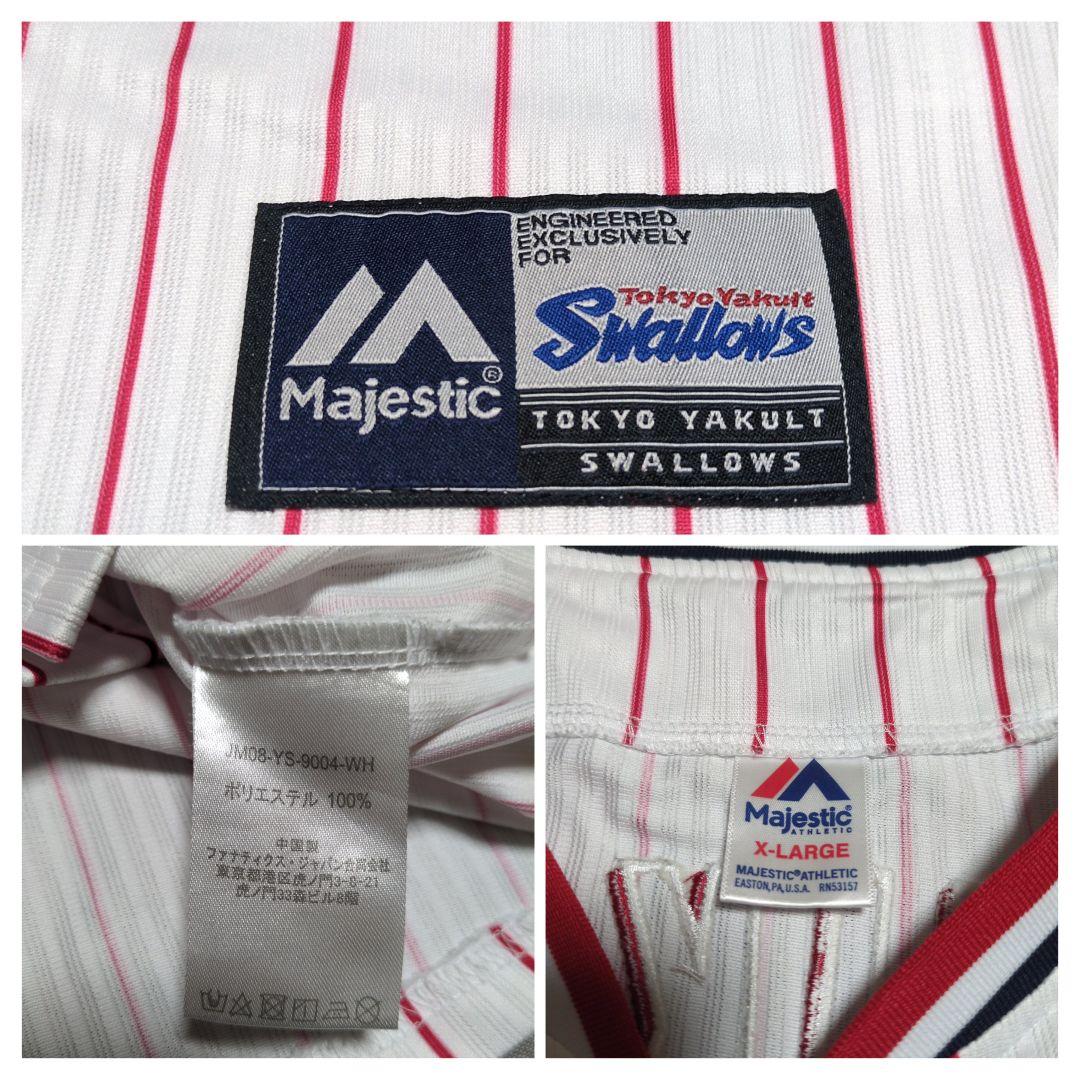 ENGINEERED
EXCLUSIVELY
FOR
Tokyo Yakult
Swallows
Majestic®
TOKYO YAKULT
SWALLOWS
JM08-YS-9004-WH
ポリエステル 100%
中国製
ファナティクス・ジャパン合同会社
東京都港区虎ノ門3-6-21
虎ノ門33森ビル8階
Majestic®
ATHLETIC
X-LARGE
MAJESTIC®ATHLETIC
EASTON,PA,U.S.A. RN53157